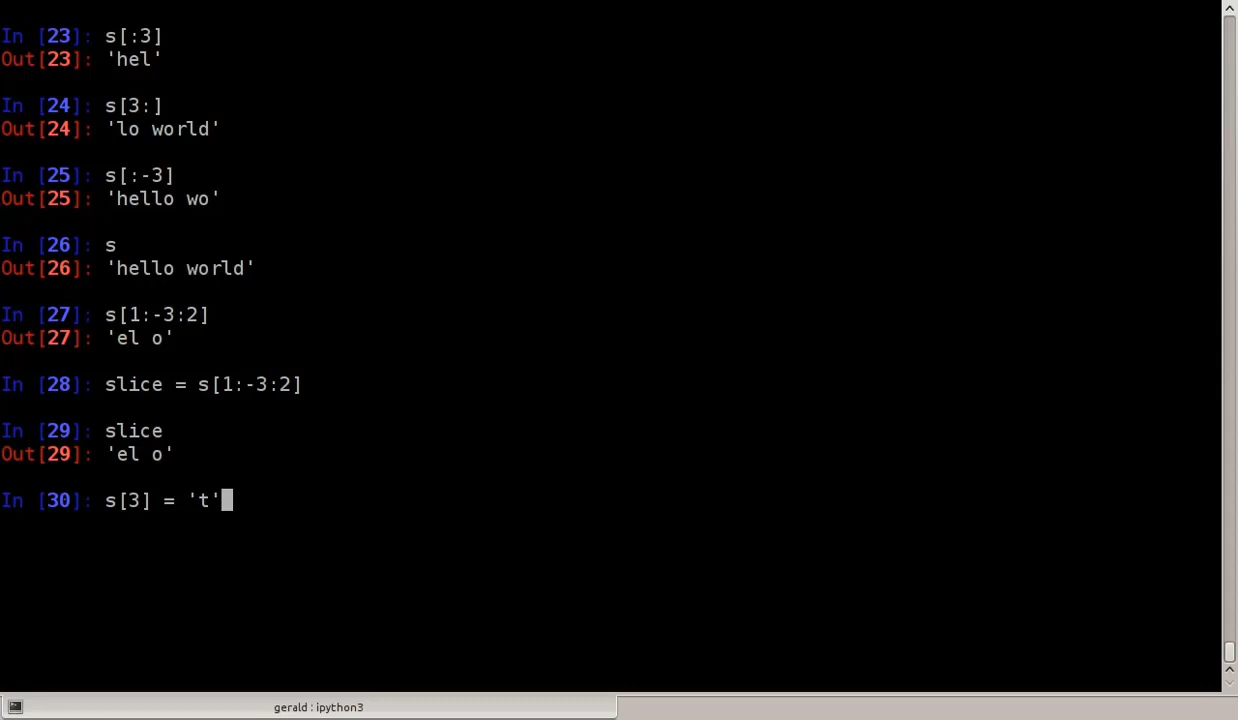 In [23]: s[:3]
Out[23]: 'hel'
In [24]: s[3:]
Out[24]: 'lo world'
In [25]: s[:-3]
Out[25]: 'hello wo'
In [26]: s
Out[26]: 'hello world'
In [27]: s[1:-3:2]
Out[27]: 'el o'
In [28]: slice = s[1:-3:2]
In [29]: slice
Out[29]: 'el o'
In [30]: s[3] = 't'
gerald : ipython3